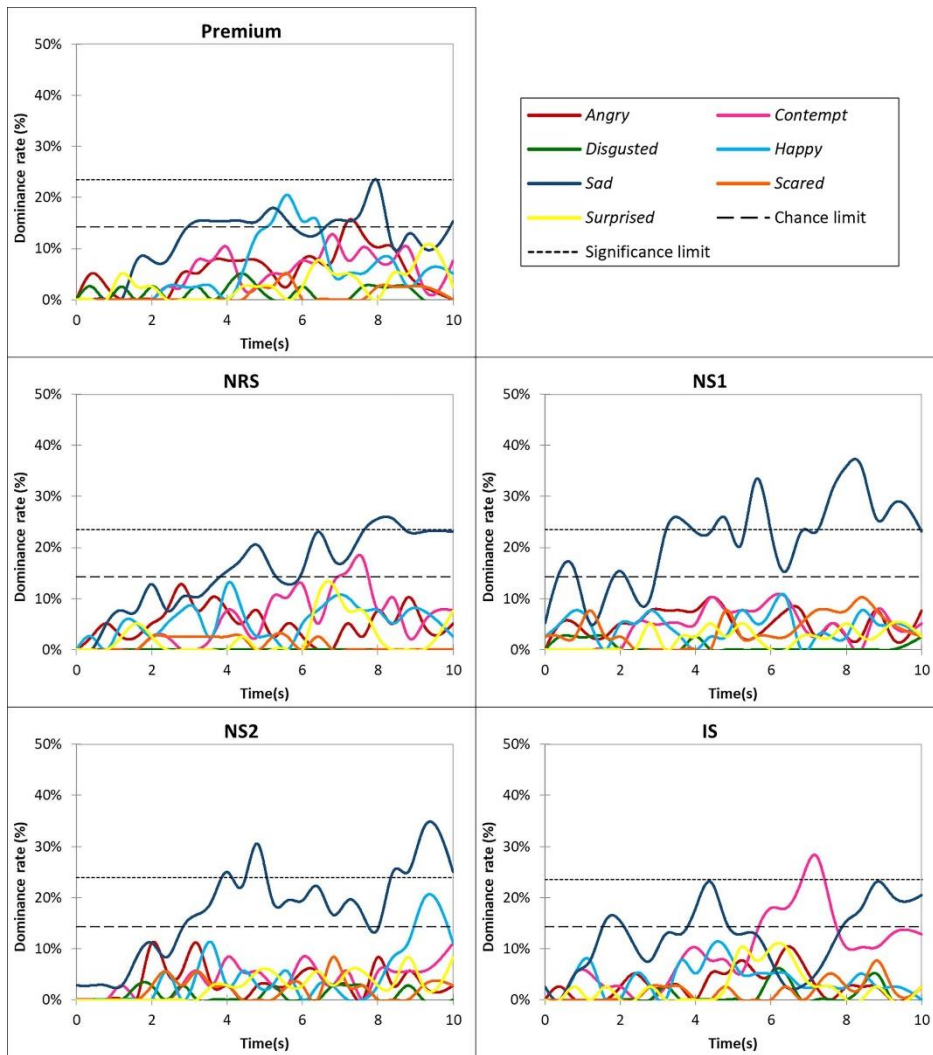 Premium
50%
40%
30%
20%
10%
0%
Dominance rate (%)
0 2 4 6 8 10
Time(s)
Angry Contempt
Disgusted Happy
Sad Scared
Surprised Chance limit
Significance limit
NRS
50%
40%
30%
20%
10%
0%
Dominance rate (%)
0 2 4 6 8 10
Time(s)
NS1
50%
40%
30%
20%
10%
0%
Dominance rate (%)
0 2 4 6 8 10
Time(s)
NS2
50%
40%
30%
20%
10%
0%
Dominance rate (%)
0 2 4 6 8 10
Time(s)
IS
50%
40%
30%
20%
10%
0%
Dominance rate (%)
0 2 4 6 8 10
Time(s)